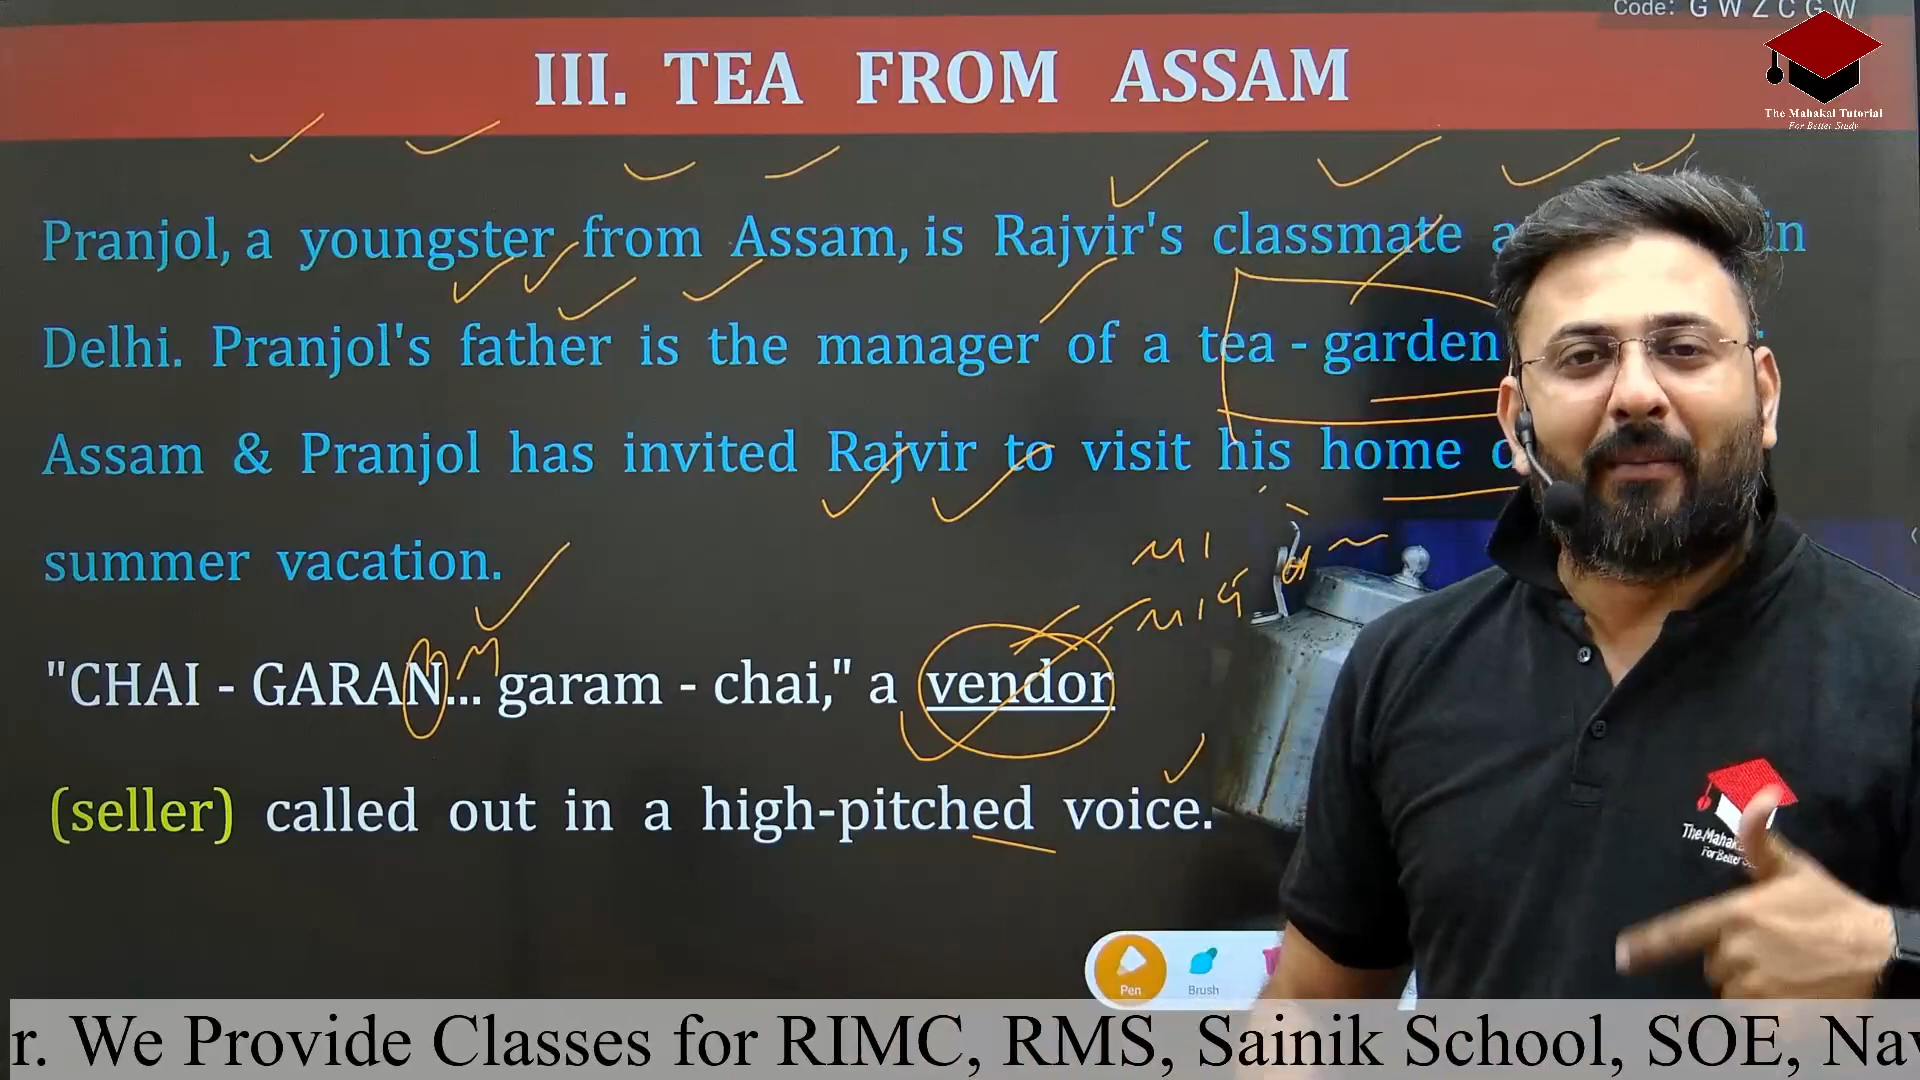 Code: G W Z C G W
III. TEA FROM ASSAM
The Mahakal Tutorial
For Better Study
Pranjol, a youngster from Assam, is Rajvir's classmate in
Delhi. Pranjol's father is the manager of a tea - garden
Assam & Pranjol has invited Rajvir to visit his home
summer vacation.
"CHAI - GARAN... garam - chai," a vendor
M
(seller) called out in a high-pitched voice.
Pen
Brush
r. We Provide Classes for RIMC, RMS, Sainik School, SOE,